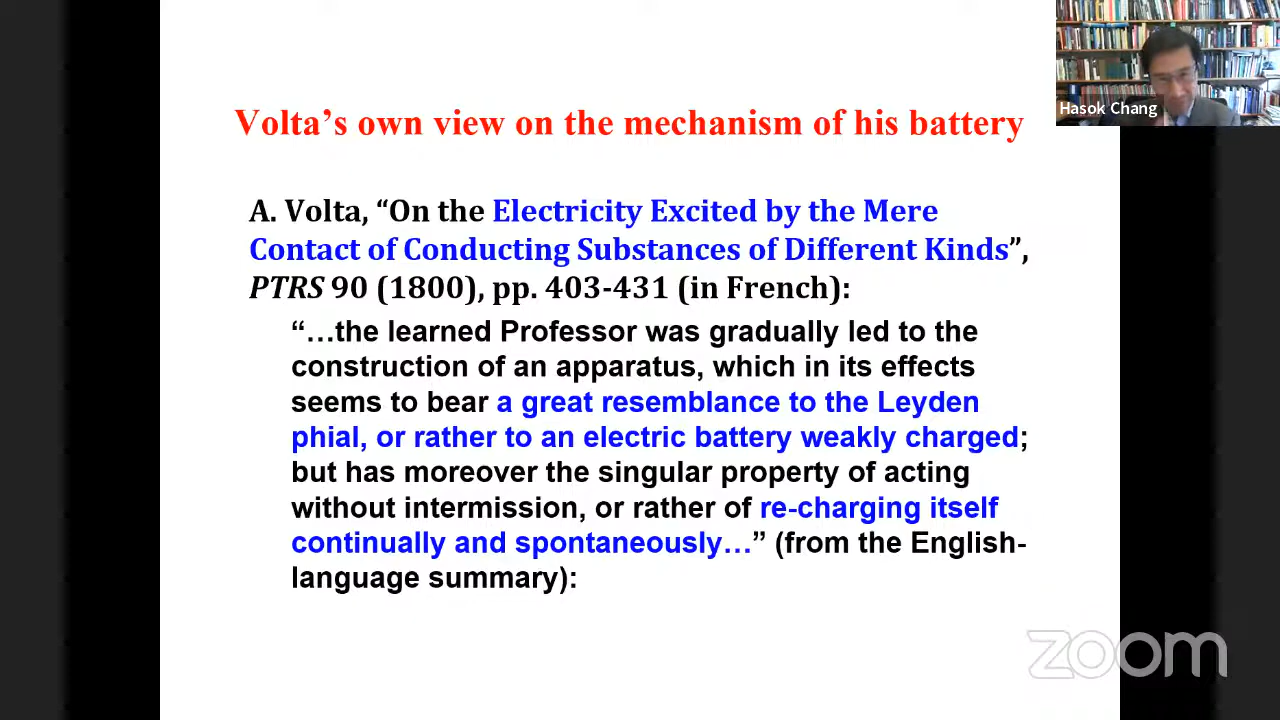 Hasok Chang
Volta’s own view on the mechanism of his battery
A. Volta, “On the Electricity Excited by the Mere
Contact of Conducting Substances of Different Kinds”,
PTRS 90 (1800), pp. 403-431 (in French):
“…the learned Professor was gradually led to the
construction of an apparatus, which in its effects
seems to bear a great resemblance to the Leyden
phial, or rather to an electric battery weakly charged;
but has moreover the singular property of acting
without intermission, or rather of re-charging itself
continually and spontaneously…” (from the English-
language summary):
zoom